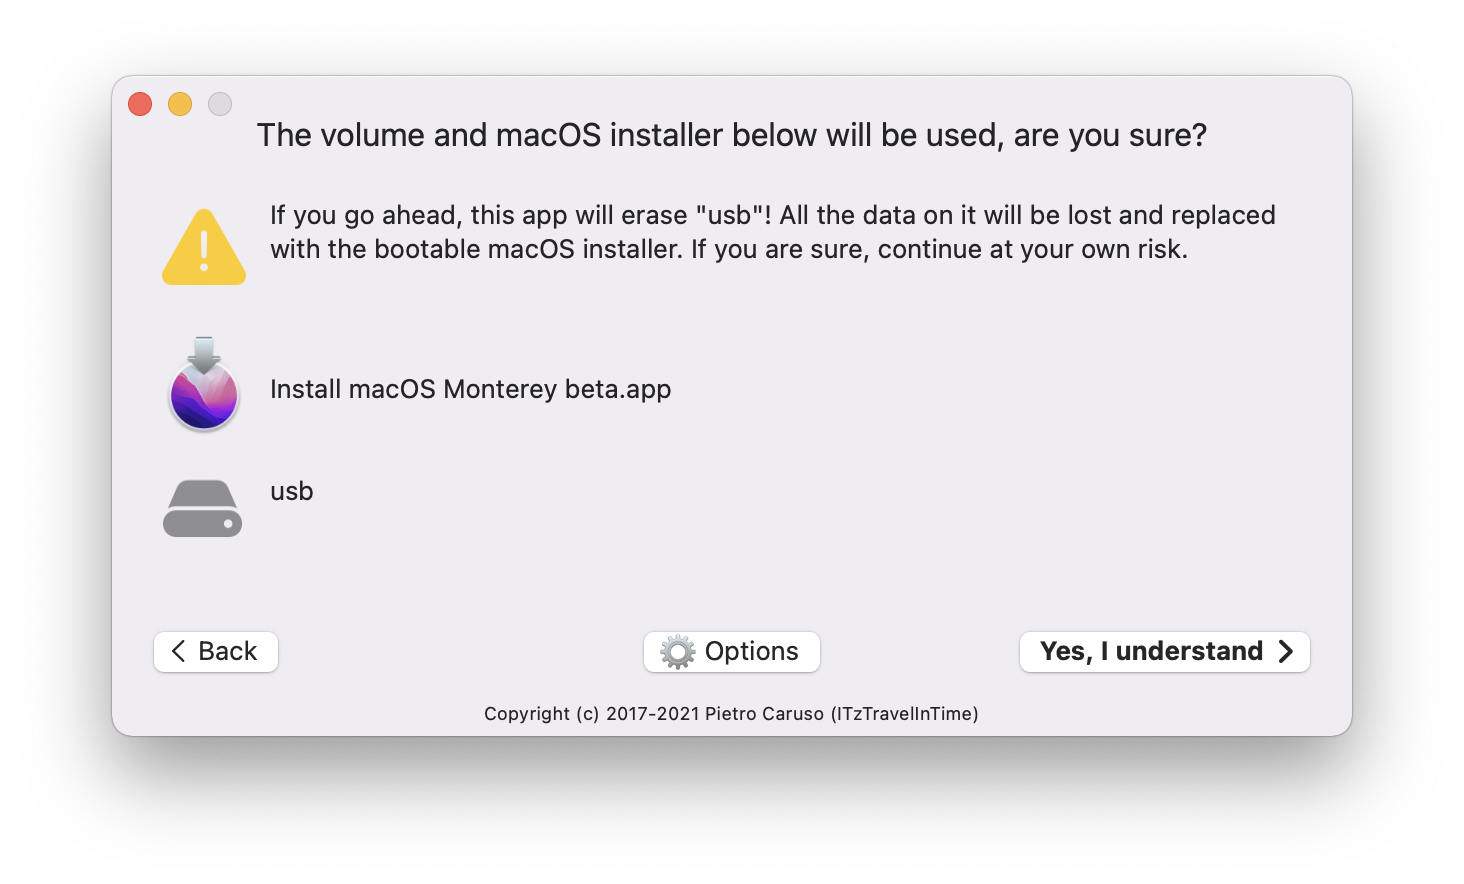 The volume and macOS installer below will be used, are you sure?
If you go ahead, this app will erase "usb"! All the data on it will be lost and replaced
with the bootable macOS installer. If you are sure, continue at your own risk.
Install macOS Monterey beta.app
usb
Back
Options
Yes, I understand
Copyright (c) 2017-2021 Pietro Caruso (ITzTravelInTime)